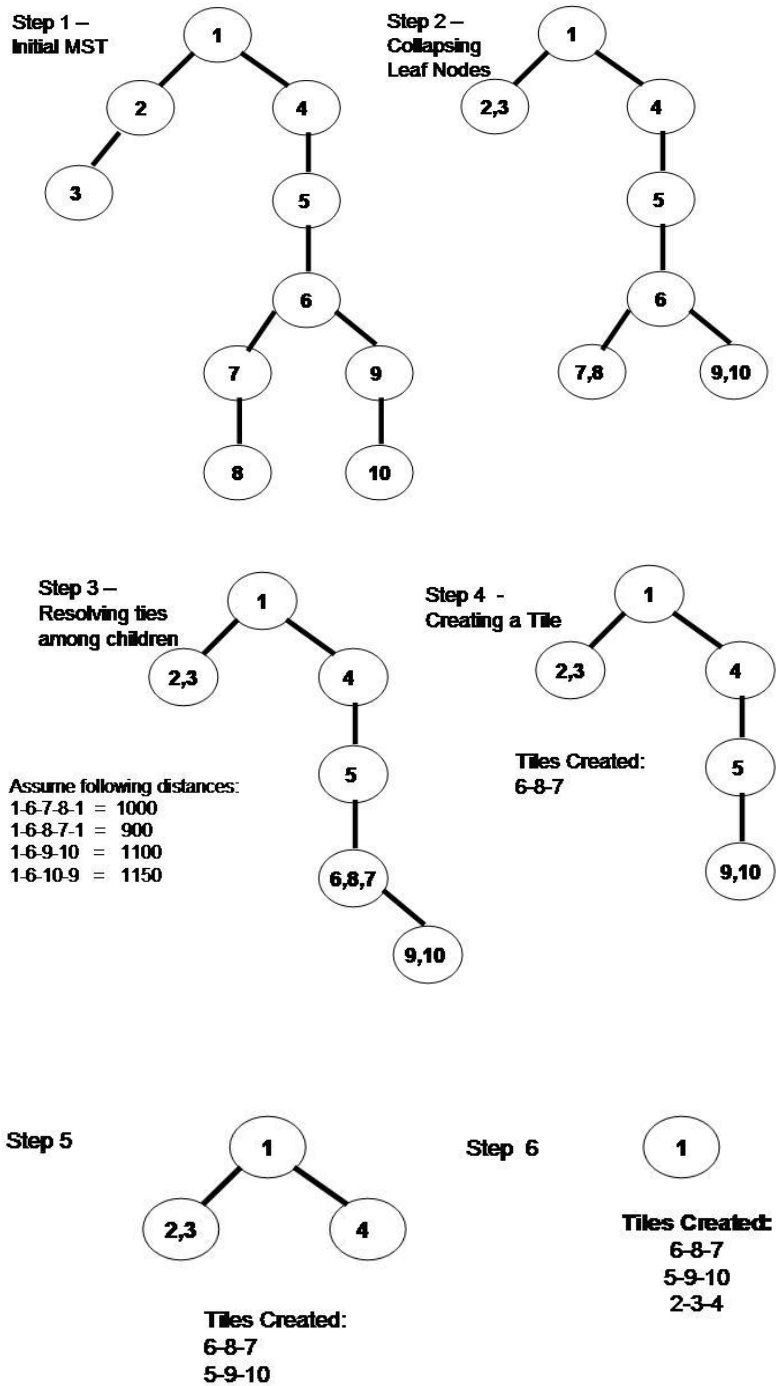 Step 1 –
Initial MST
1
2
4
3
5
6
7
9
8
10
Step 2 –
Collapsing
Leaf Nodes
1
2,3
4
5
6
7,8
9,10
Step 3 –
Resolving ties
among children
1
2,3
4
5
6,8,7
9,10
Assume following distances:
1-6-7-8-1 = 1000
1-6-8-7-1 = 900
1-6-9-10 = 1100
1-6-10-9 = 1150
Step 4 -
Creating a Tile
1
2,3
4
5
9,10
Tiles Created:
6-8-7
Step 5
1
2,3
4
Tiles Created:
6-8-7
5-9-10
Step 6
1
Tiles Created:
6-8-7
5-9-10
2-3-4